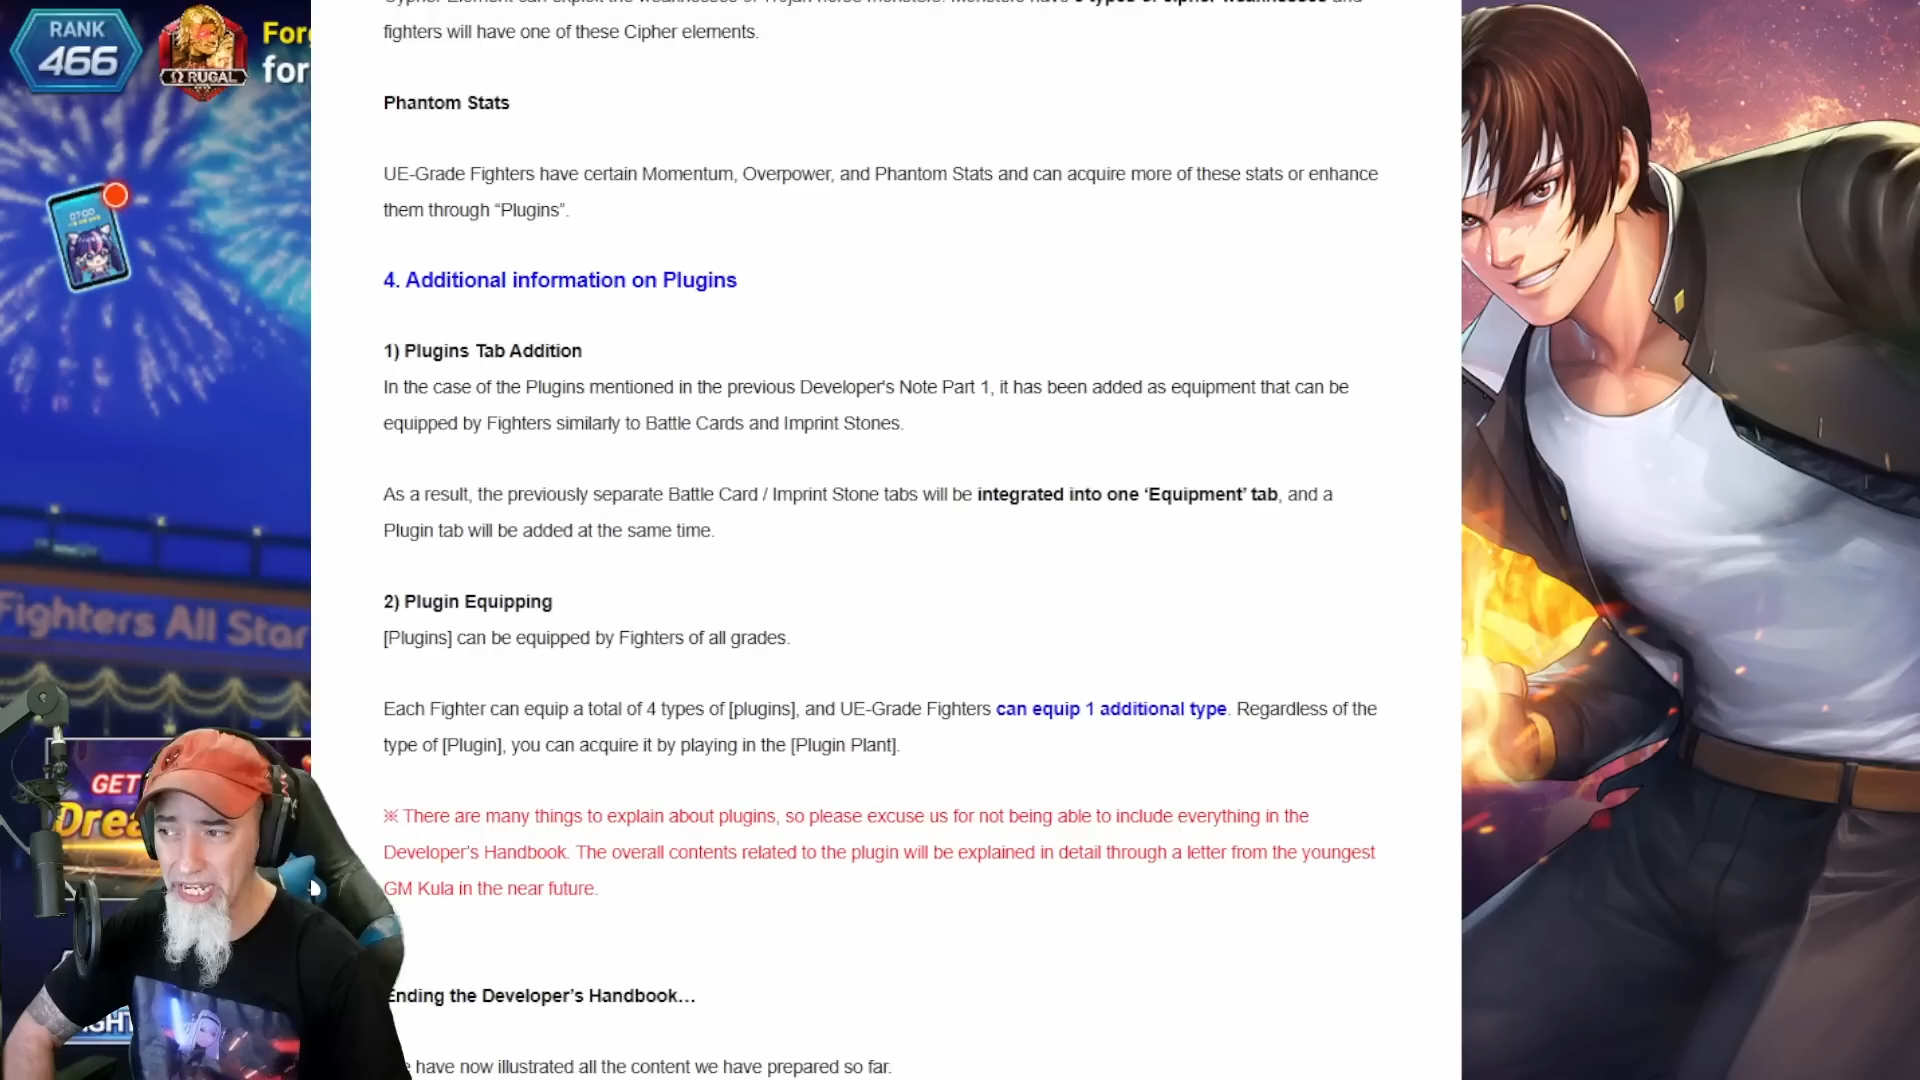 RANK
466
Ω RUGAL
for
fighters will have one of these Cipher elements.
Phantom Stats
UE-Grade Fighters have certain Momentum, Overpower, and Phantom Stats and can acquire more of these stats or enhance
them through “Plugins”.
4. Additional information on Plugins
1) Plugins Tab Addition
In the case of the Plugins mentioned in the previous Developer's Note Part 1, it has been added as equipment that can be
equipped by Fighters similarly to Battle Cards and Imprint Stones.
As a result, the previously separate Battle Card / Imprint Stone tabs will be integrated into one ‘Equipment’ tab, and a
Plugin tab will be added at the same time.
2) Plugin Equipping
[Plugins] can be equipped by Fighters of all grades.
Each Fighter can equip a total of 4 types of [plugins], and UE-Grade Fighters can equip 1 additional type. Regardless of the
type of [Plugin], you can acquire it by playing in the [Plugin Plant].
※ There are many things to explain about plugins, so please excuse us for not being able to include everything in the
Developer's Handbook. The overall contents related to the plugin will be explained in detail through a letter from the youngest
GM Kula in the near future.
Ending the Developer’s Handbook…
have now illustrated all the content we have prepared so far.
07:00
Fighters All Star
GET
Drea